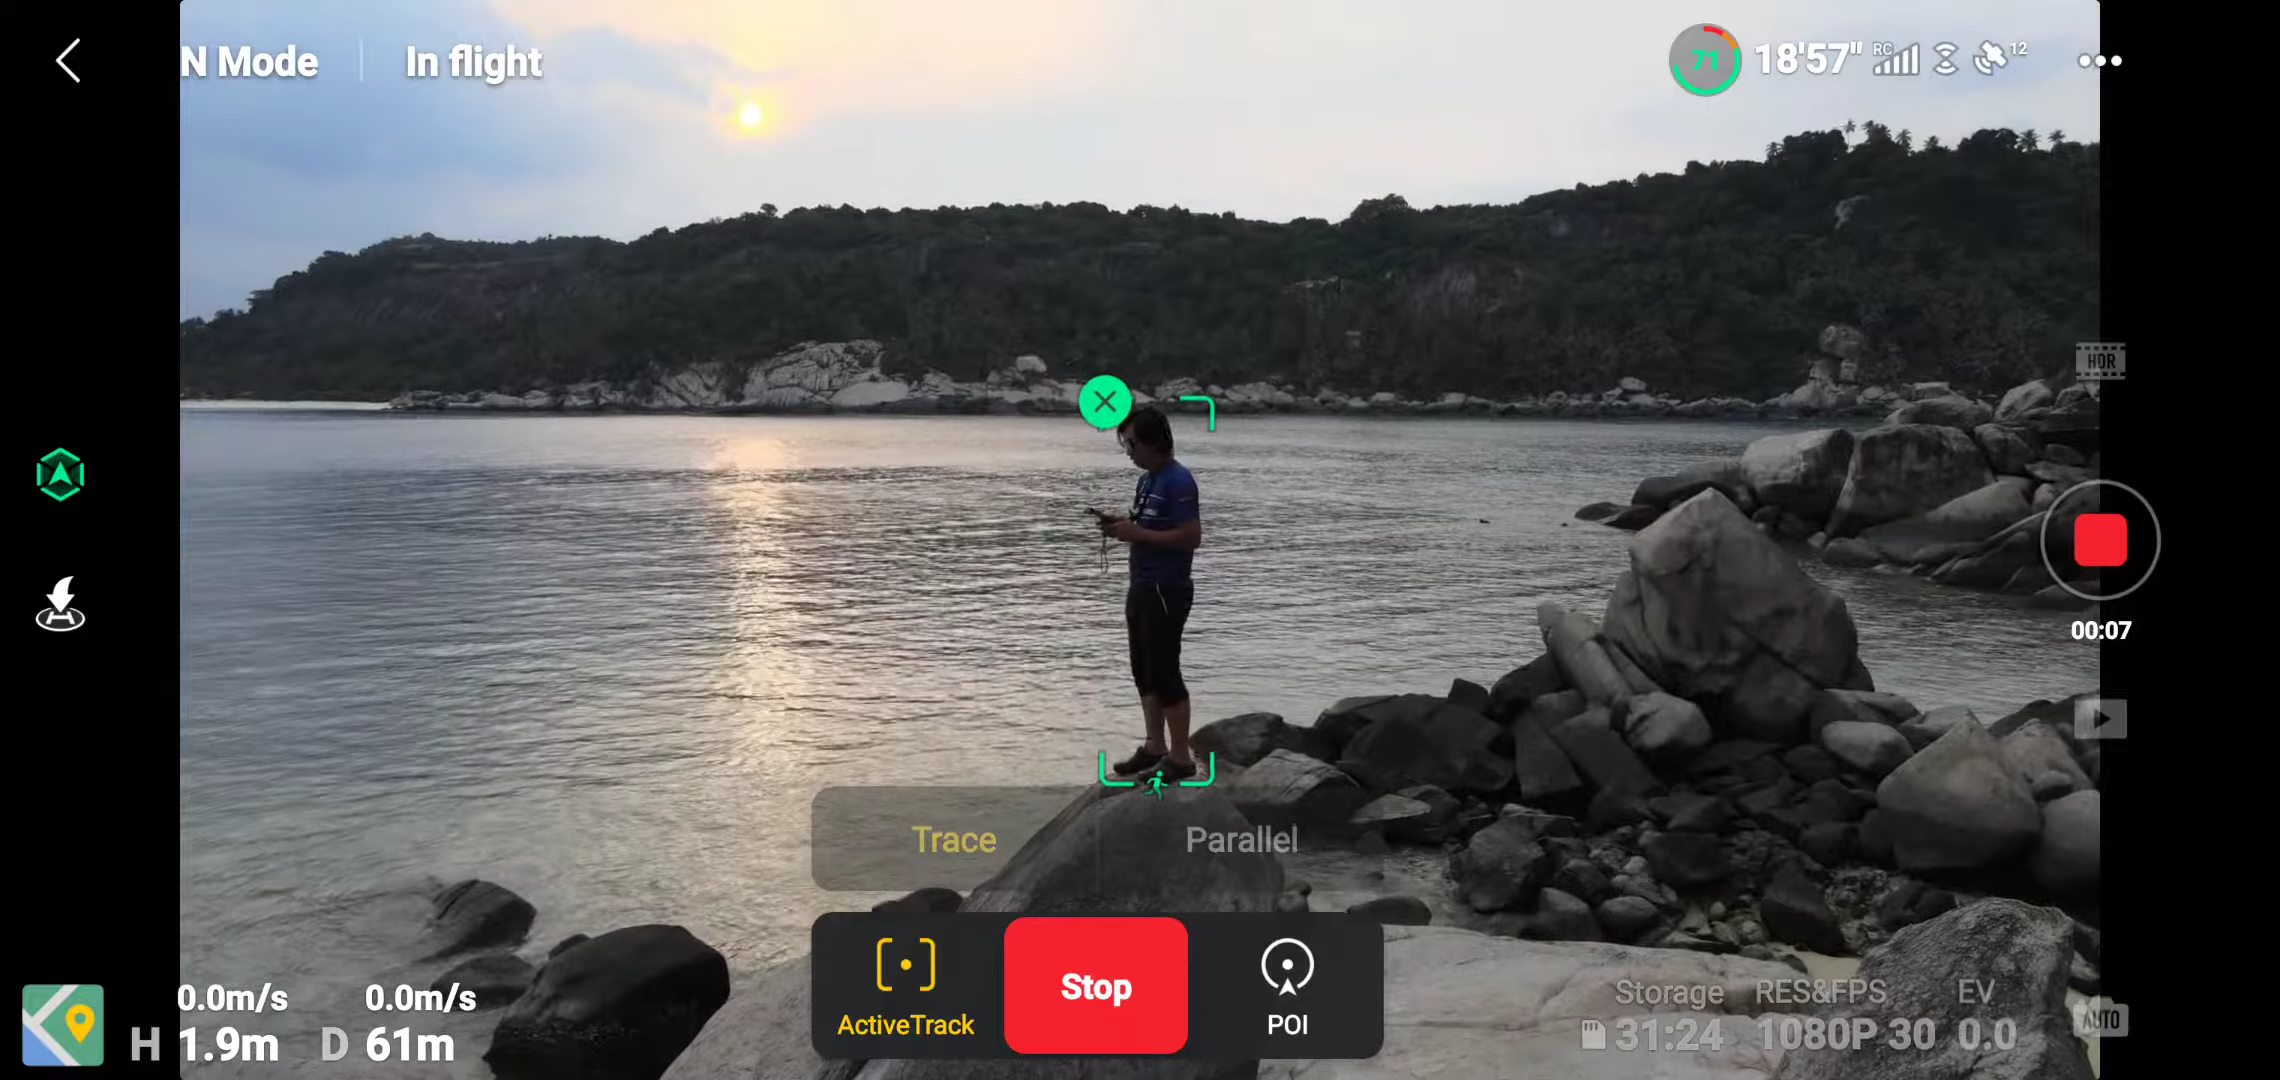 N Mode
In flight
71
18'57"
RC
12
HDR
00:07
Trace
Parallel
ActiveTrack
Stop
POI
0.0m/s
0.0m/s
H 1.9m
D 61m
Storage
RES&FPS
EV
31:24
1080P 30
0.0
AUTO